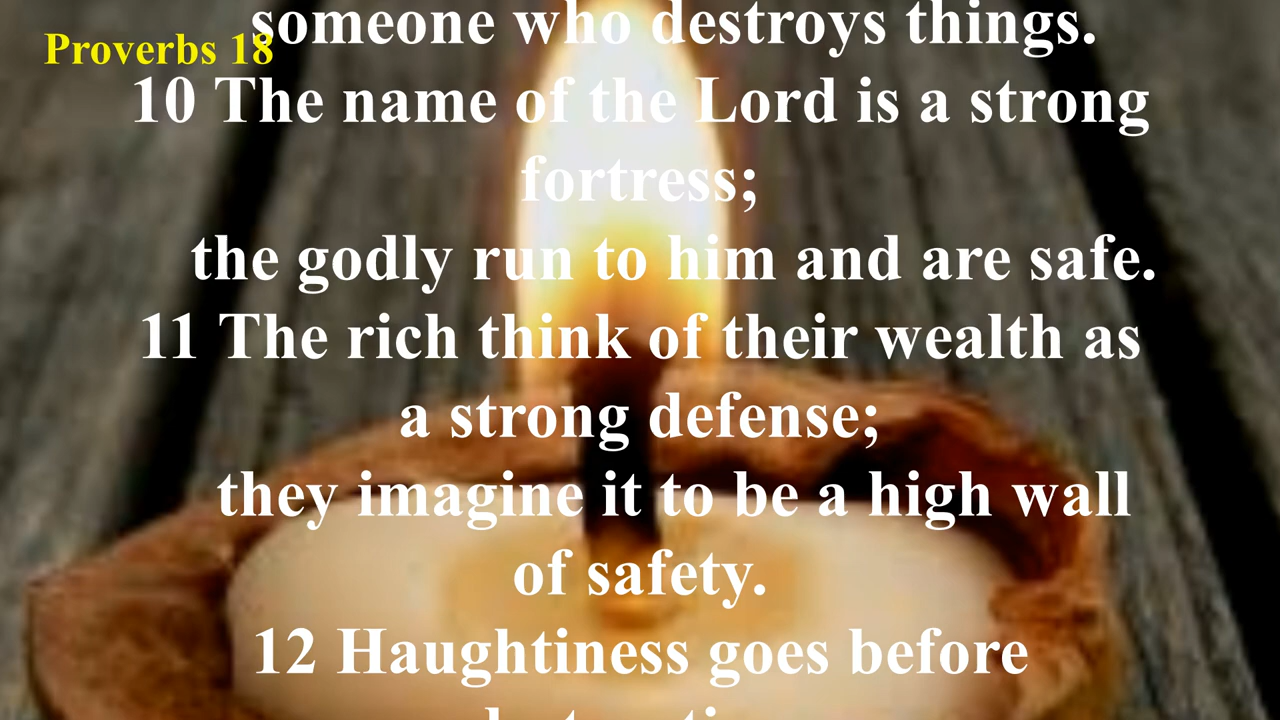 someone who destroys things.
Proverbs 18
10 The name of the Lord is a strong
fortress;
the godly run to him and are safe.
11 The rich think of their wealth as
a strong defense;
they imagine it to be a high wall
of safety.
12 Haughtiness goes before